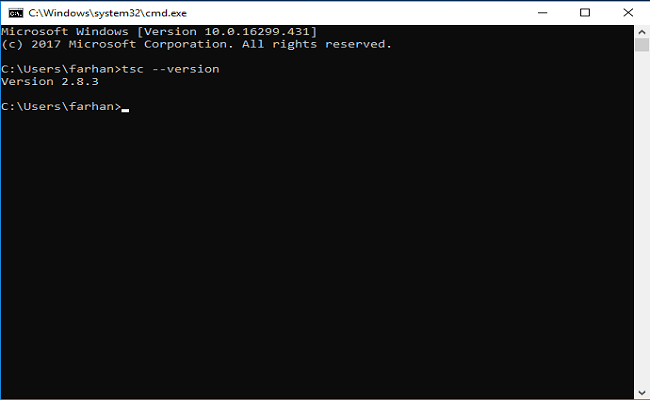 C:\Windows\system32\cmd.exe
Microsoft Windows [Version 10.0.16299.431]
(c) 2017 Microsoft Corporation. All rights reserved.
C:\Users\farhan>tsc --version
Version 2.8.3
C:\Users\farhan>